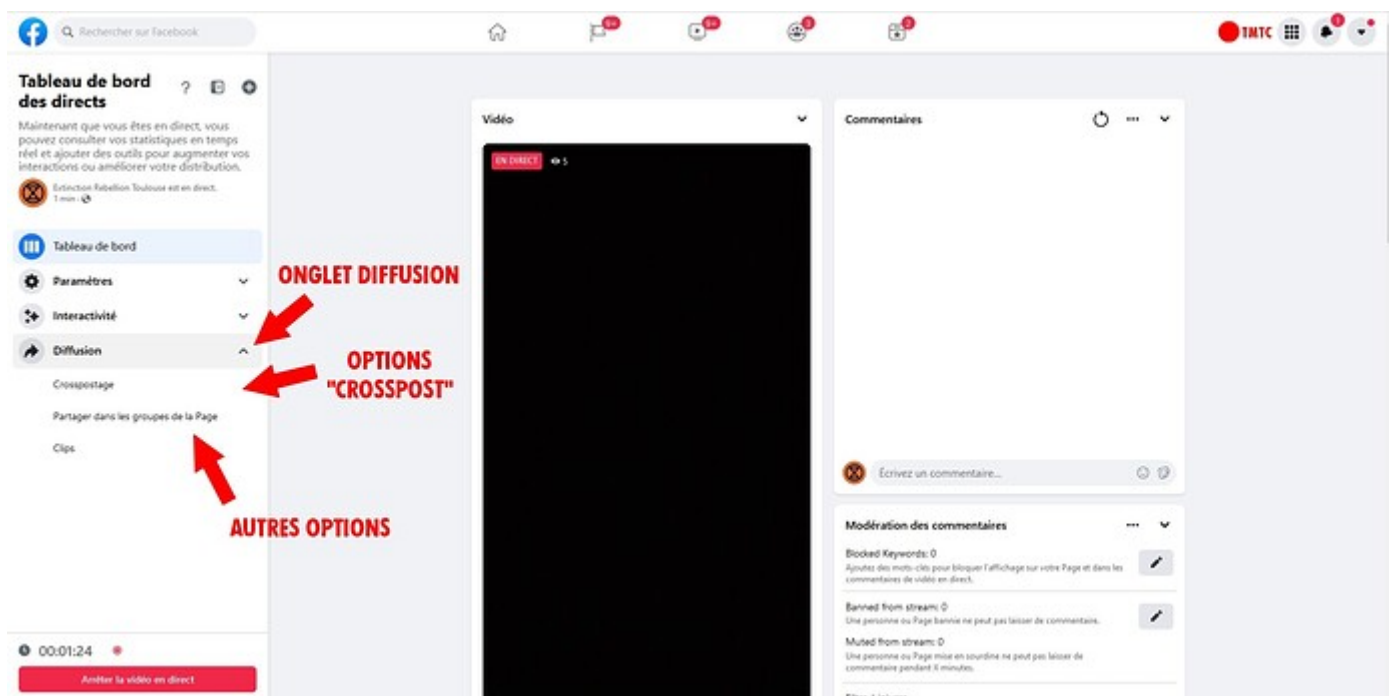 Rechercher sur Facebook
9+
9+
3
2
TMTC
1
Tableau de bord
des directs
?
Maintenant que vous êtes en direct, vous
pouvez consulter vos statistiques en temps
réel et ajouter des outils pour augmenter vos
interactions ou améliorer votre distribution.
Extinction Rebellion Toulouse est en direct.
1 min ·
Tableau de bord
Paramètres
Interactivité
Diffusion
Crosspostage
Partager dans les groupes de la Page
Clips
ONGLET DIFFUSION
OPTIONS
"CROSSPOST"
AUTRES OPTIONS
00:01:24
Arrêter la vidéo en direct
Vidéo
EN DIRECT 5
Commentaires
Écrivez un commentaire...
Modération des commentaires
Blocked Keywords: 0
Ajoutez des mots-clés pour bloquer l'affichage sur votre Page et dans les
commentaires de vidéo en direct.
Banned from stream: 0
Une personne ou Page bannie ne peut pas laisser de commentaire.
Muted from stream: 0
Une personne ou Page mise en sourdine ne peut pas laisser de
commentaire pendant X minutes.